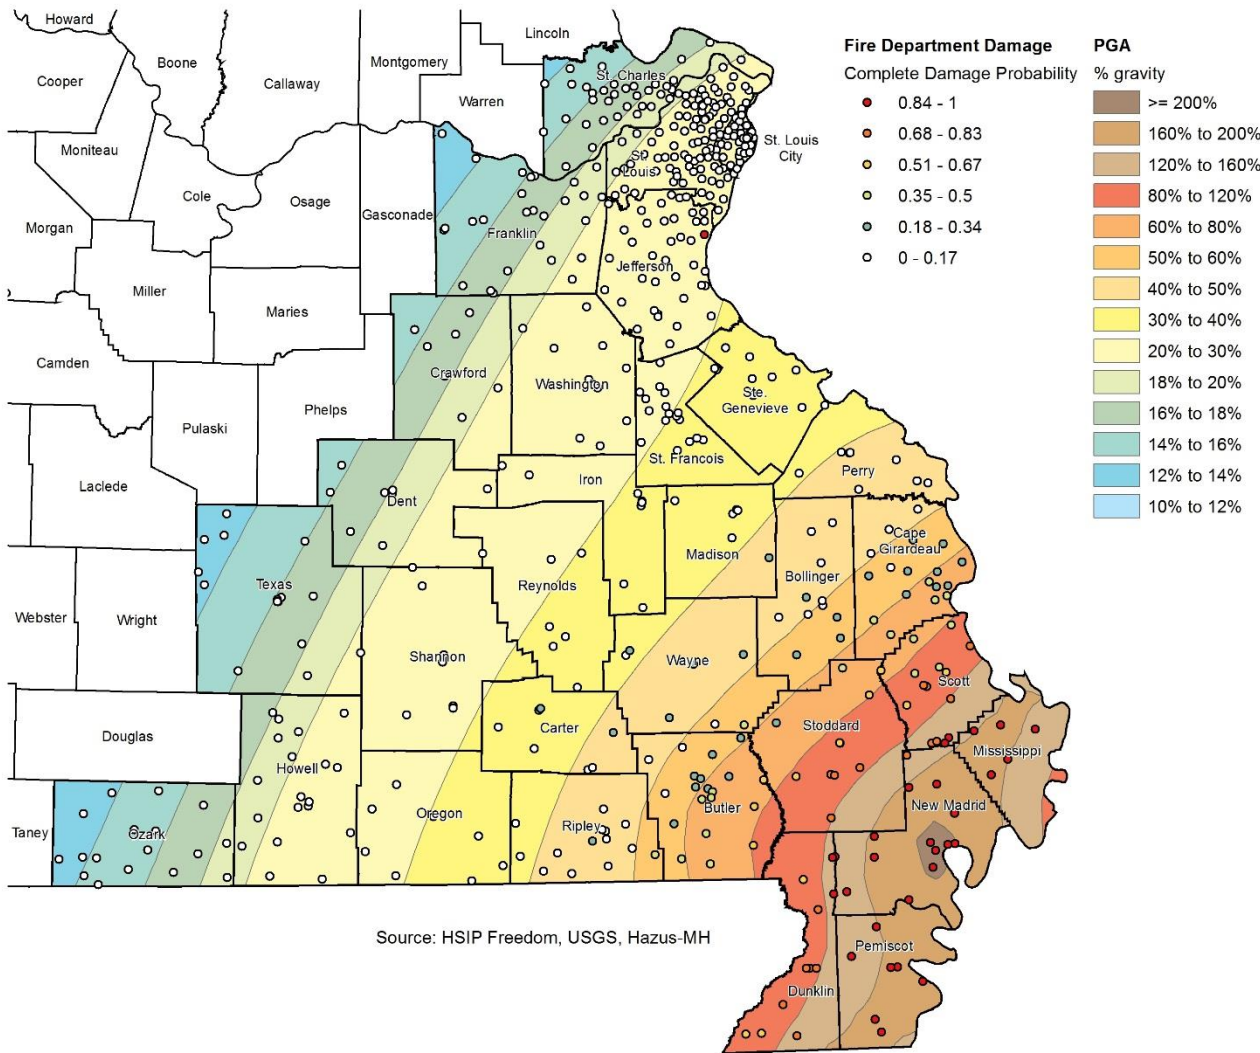 Howard
Lincoln
Boone
Montgomery
Cooper
Callaway
Warren
St. Charles
Moniteau
St. Louis
City
St.
Louis
Cole
Osage
Gasconade
Morgan
Franklin
Jefferson
Miller
Maries
Camden
Crawford
Washington
Ste.
Genevieve
Phelps
Pulaski
St. Francois
Perry
Laclede
Iron
Dent
Cape
Girardeau
Madison
Bollinger
Texas
Reynolds
Webster
Wright
Shannon
Wayne
Scott
Stoddard
Carter
Douglas
Mississippi
Howell
New Madrid
Butler
Oregon
Ripley
Taney
Ozark
Pemiscot
Dunklin
Source: HSIP Freedom, USGS, Hazus-MH
Fire Department Damage
Complete Damage Probability
0.84 - 1
0.68 - 0.83
0.51 - 0.67
0.35 - 0.5
0.18 - 0.34
0 - 0.17
PGA
% gravity
>= 200%
160% to 200%
120% to 160%
80% to 120%
60% to 80%
50% to 60%
40% to 50%
30% to 40%
20% to 30%
18% to 20%
16% to 18%
14% to 16%
12% to 14%
10% to 12%